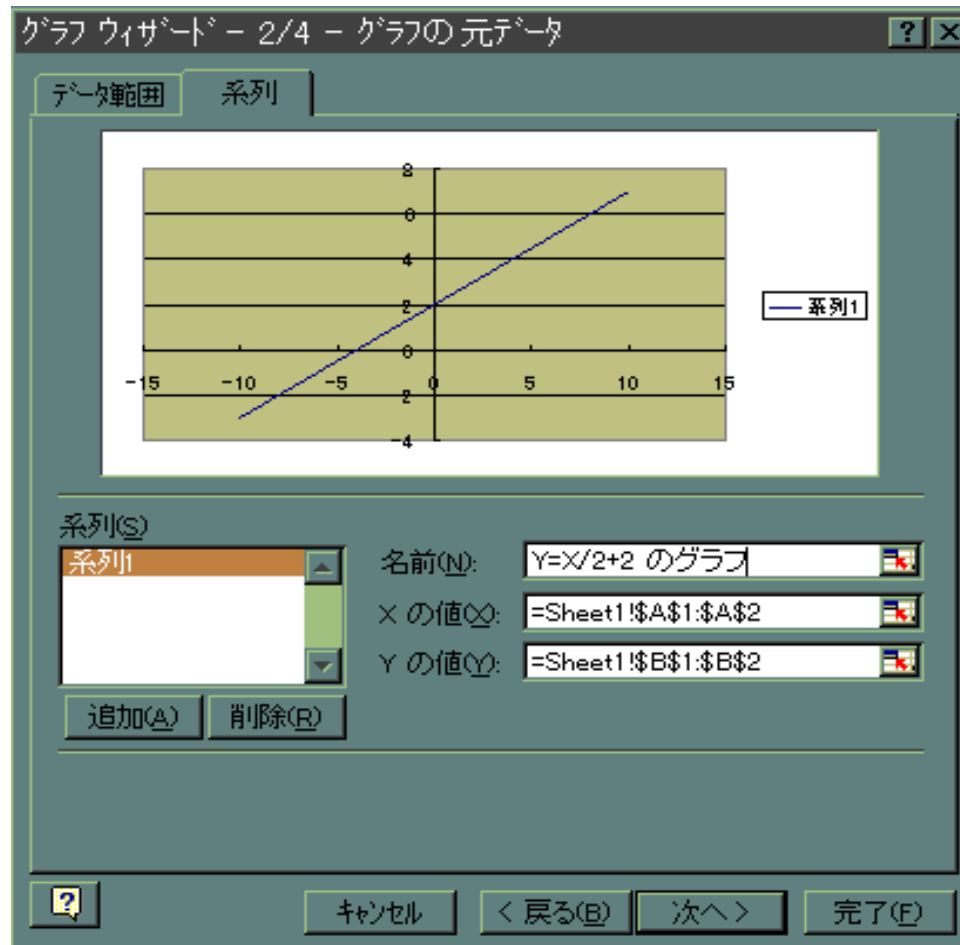 グラフ ウィザード - 2/4 - グラフの元データ
データ範囲 系列
8
6
4
2
0
-15 -10 -5 0 5 10 15
-2
-4
系列1
系列(S)
系列1
名前(N): Y=X/2+2 のグラフ
X の値(X): =Sheet1!$A$1:$A$2
Y の値(Y): =Sheet1!$B$1:$B$2
追加(A) 削除(R)
キャンセル < 戻る(B) 次へ > 完了(F)